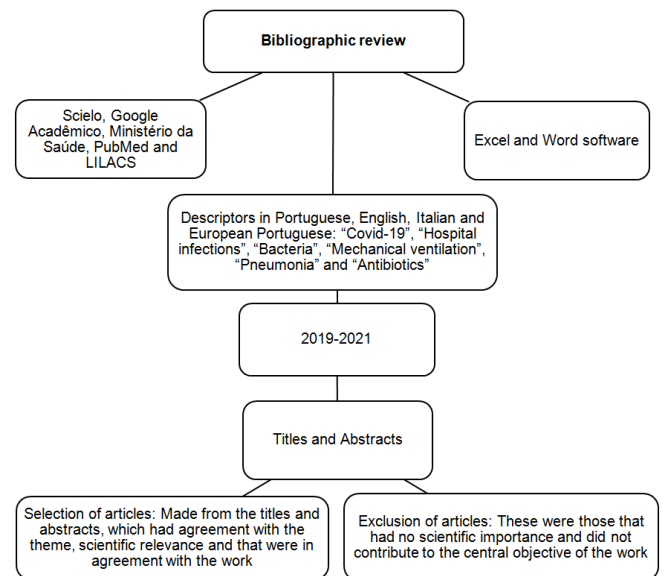 Bibliographic review
Scielo, Google
Acadêmico, Ministério da
Saúde, PubMed and
LILACS
Excel and Word software
Descriptors in Portuguese, English, Italian and
European Portuguese: “Covid-19”, “Hospital
infections”, “Bacteria”, “Mechanical ventilation”,
“Pneumonia” and “Antibiotics”
2019-2021
Titles and Abstracts
Selection of articles: Made from the titles and
abstracts, which had agreement with the
theme, scientific relevance and that were in
agreement with the work
Exclusion of articles: These were those that
had no scientific importance and did not
contribute to the central objective of the work